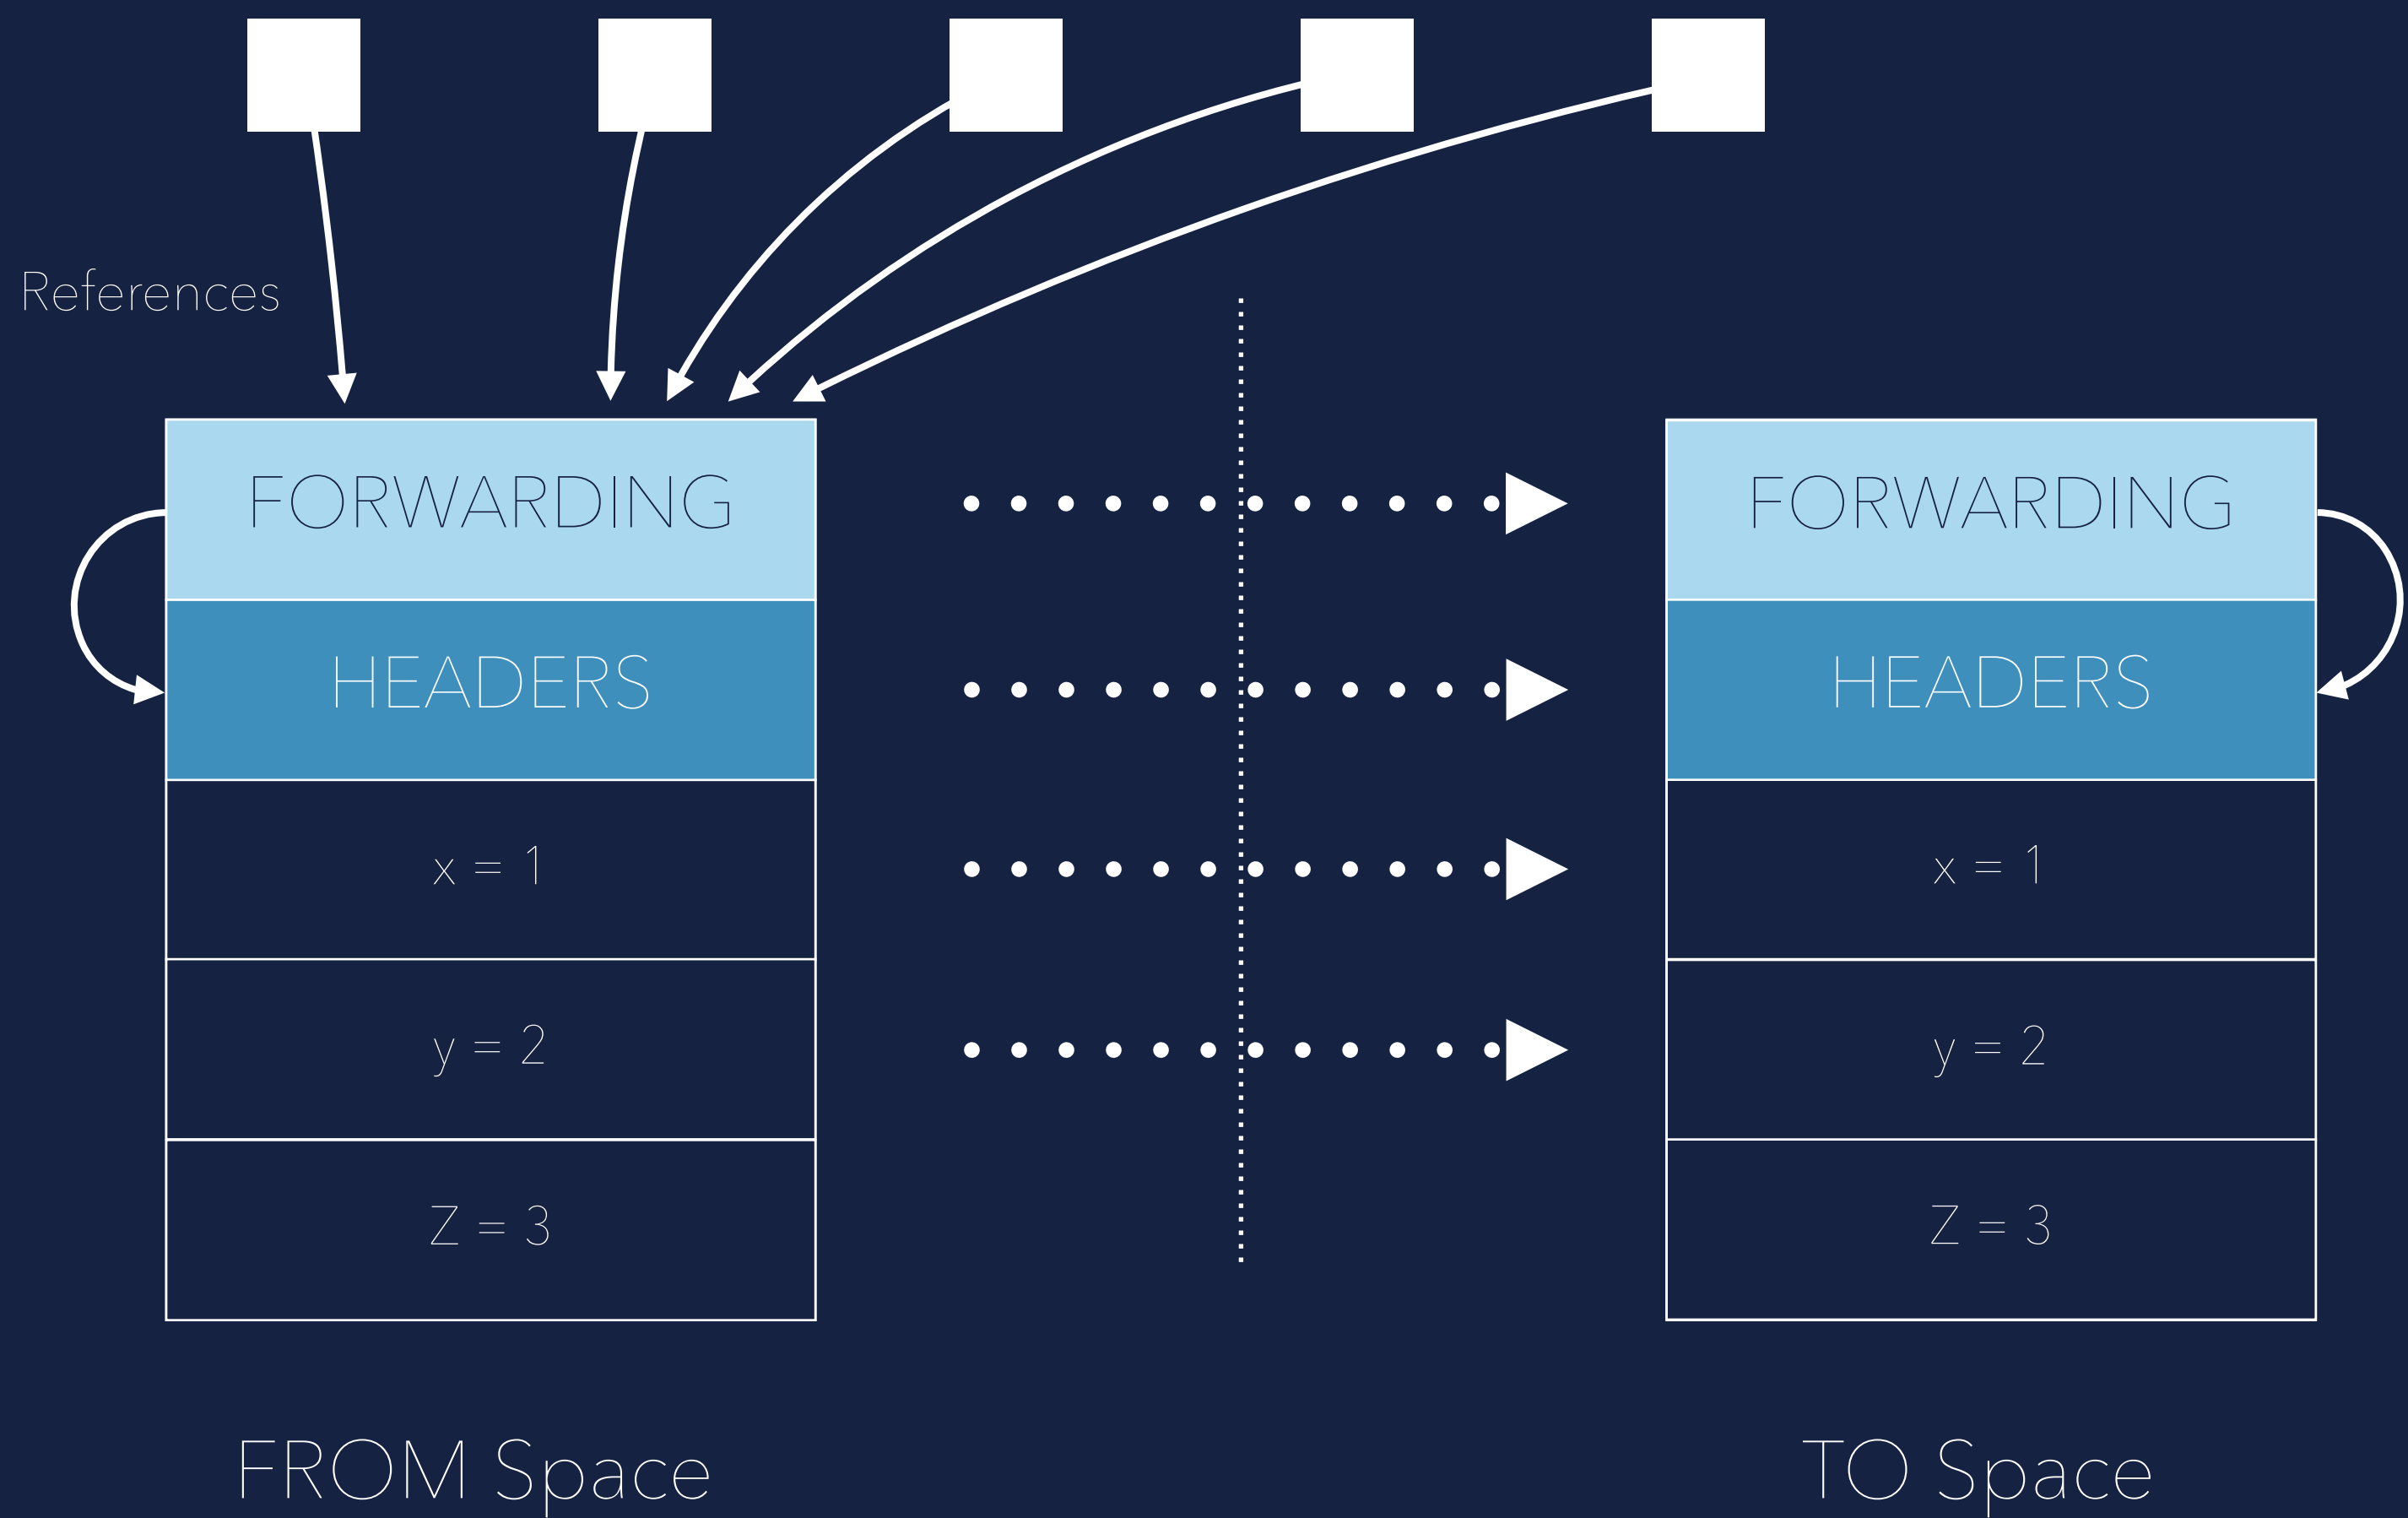 References
FORWARDING
HEADERS
x = 1
y = 2
Z = 3
FROM Space
FORWARDING
HEADERS
x = 1
y = 2
Z = 3
TO Space